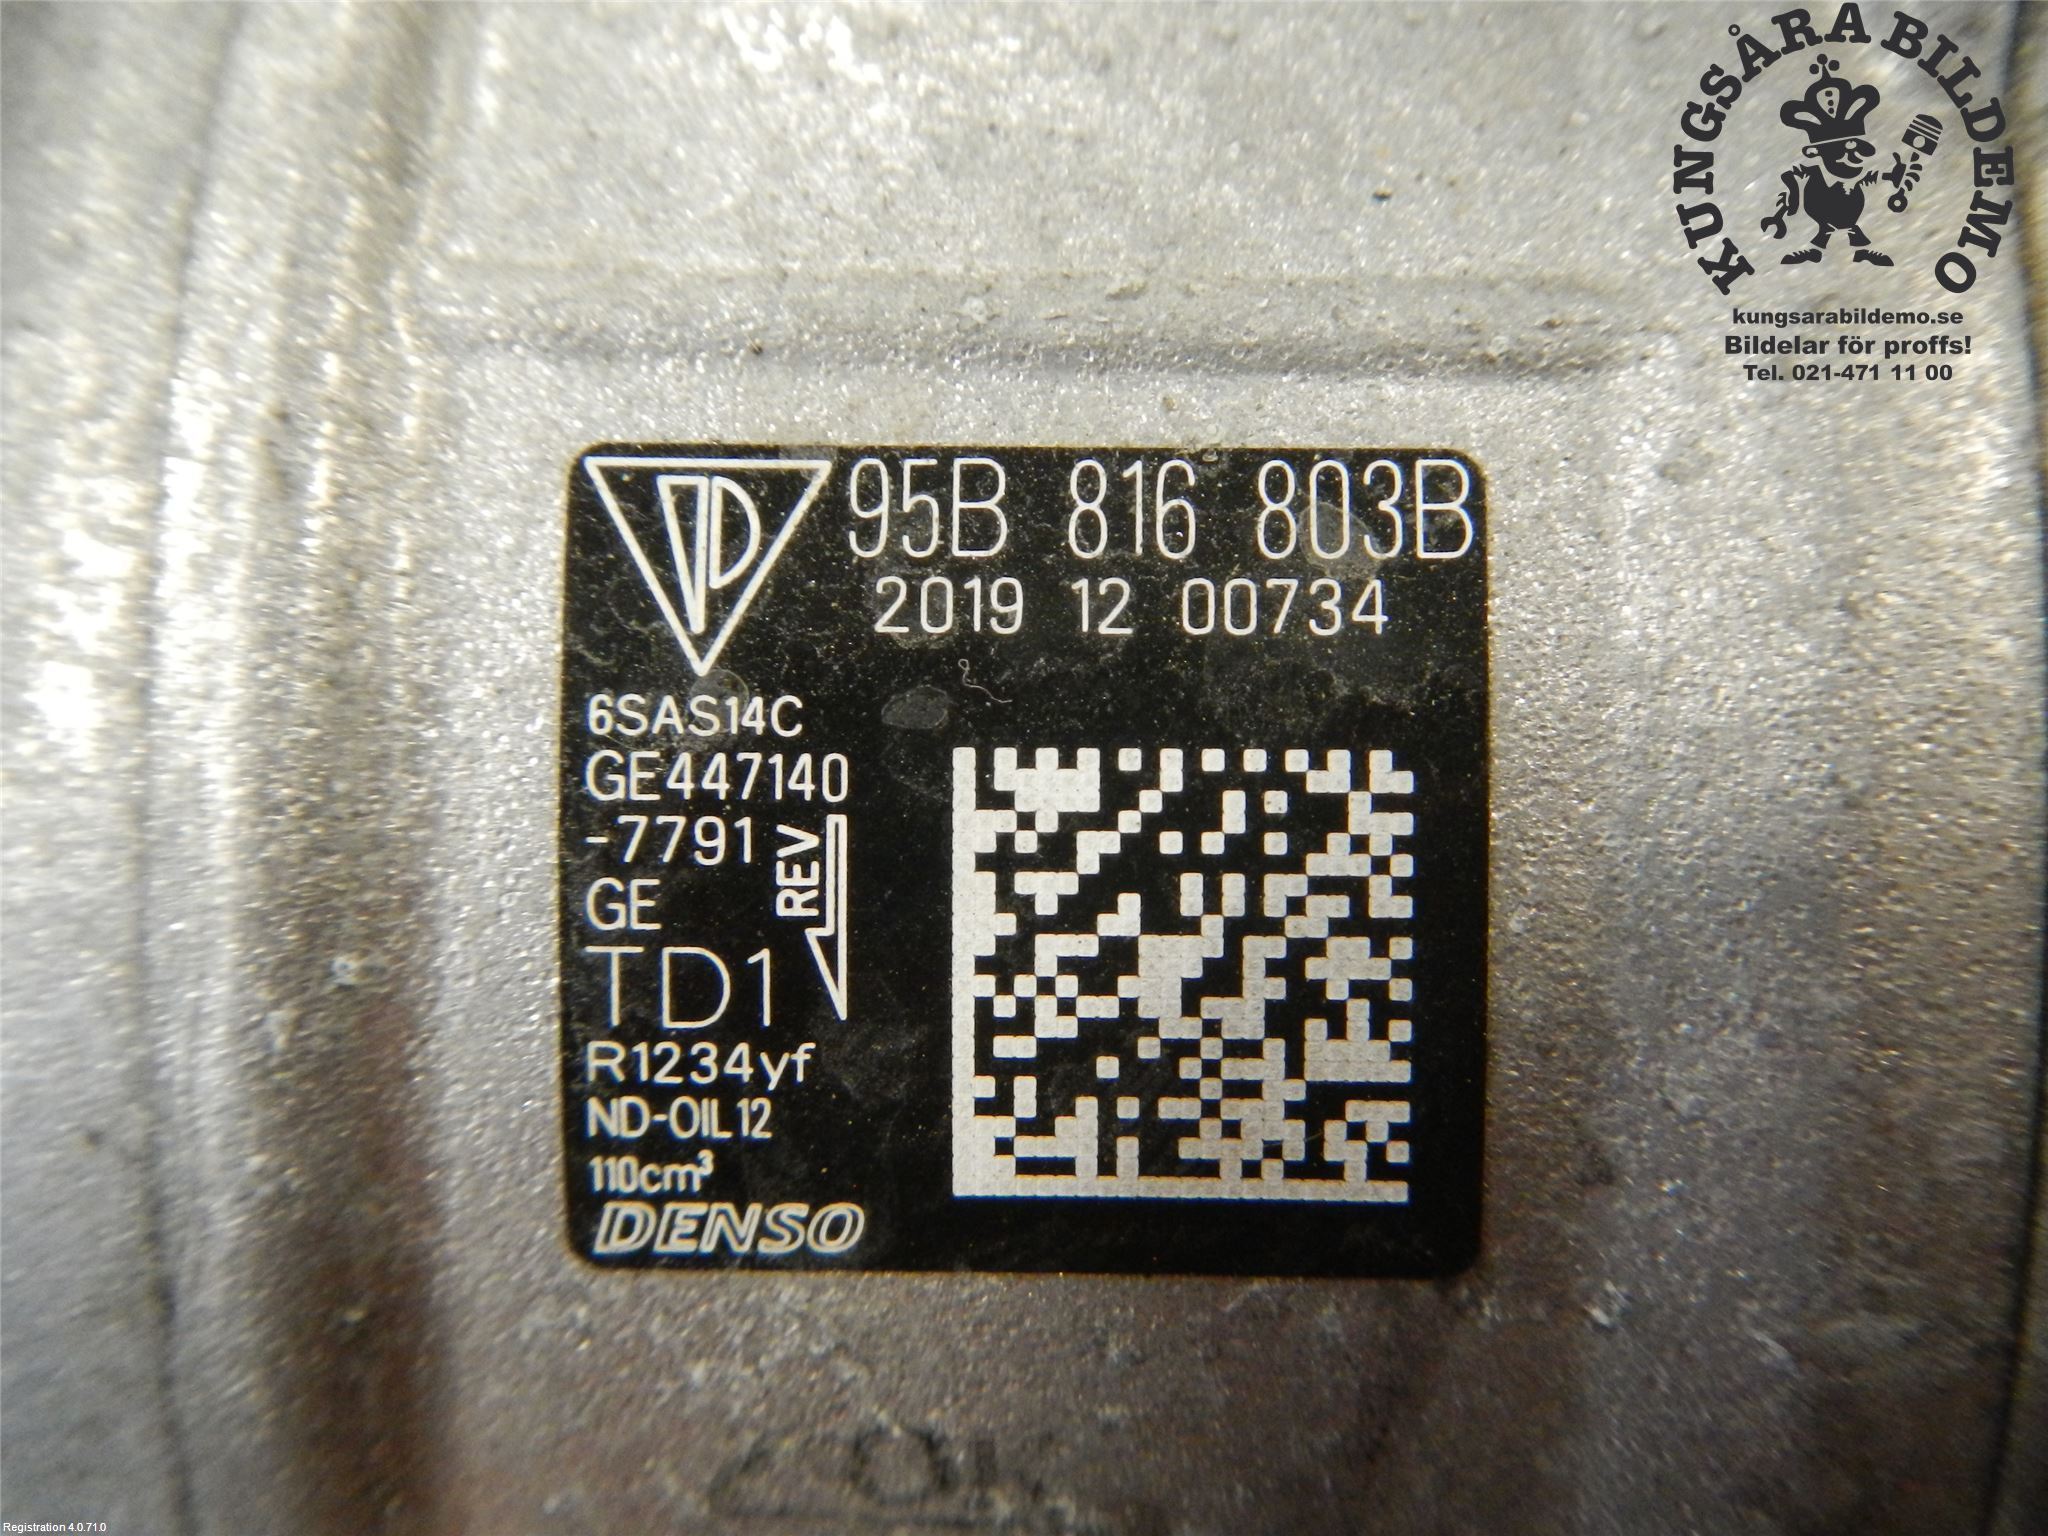 KUNGSÅRA BILDEMO
kungsarabildemo.se
Bildelar för proffs!
Tel. 021-471 11 00
95B 816 803B
2019 12 00734
6SAS14C
GE447140
-7791
REV
GE
TD1
R1234yf
ND-OIL12
110cm³
DENSO
Registration 4.0.71.0